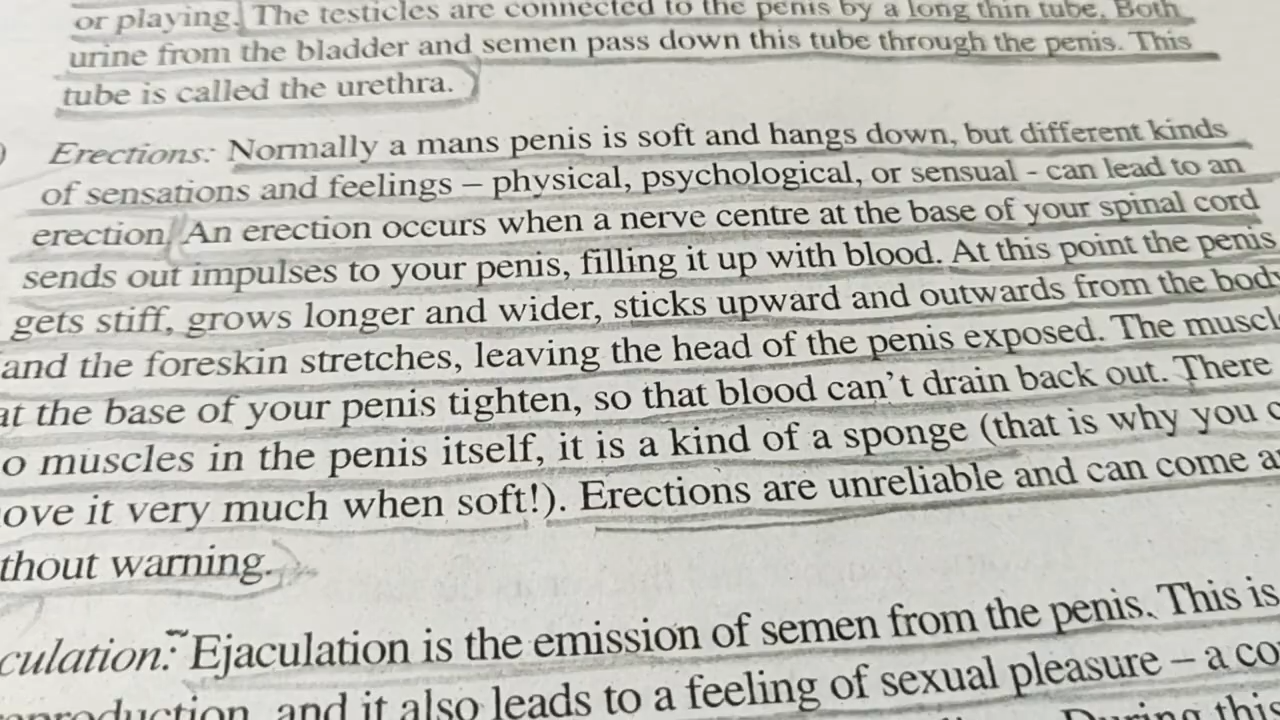 or playing. The testicles are connected to the penis by a long thin tube. Both
urine from the bladder and semen pass down this tube through the penis. This
tube is called the urethra.
) Erections: Normally a mans penis is soft and hangs down, but different kinds
of sensations and feelings – physical, psychological, or sensual - can lead to an
erection. An erection occurs when a nerve centre at the base of your spinal cord
sends out impulses to your penis, filling it up with blood. At this point the penis
gets stiff, grows longer and wider, sticks upward and outwards from the body
and the foreskin stretches, leaving the head of the penis exposed. The muscl
at the base of your penis tighten, so that blood can't drain back out. There
o muscles in the penis itself, it is a kind of a sponge (that is why you c
ove it very much when soft!). Erections are unreliable and can come a
thout warning.
culation: Ejaculation is the emission of semen from the penis. This is
production, and it also leads to a feeling of sexual pleasure – a co
During this